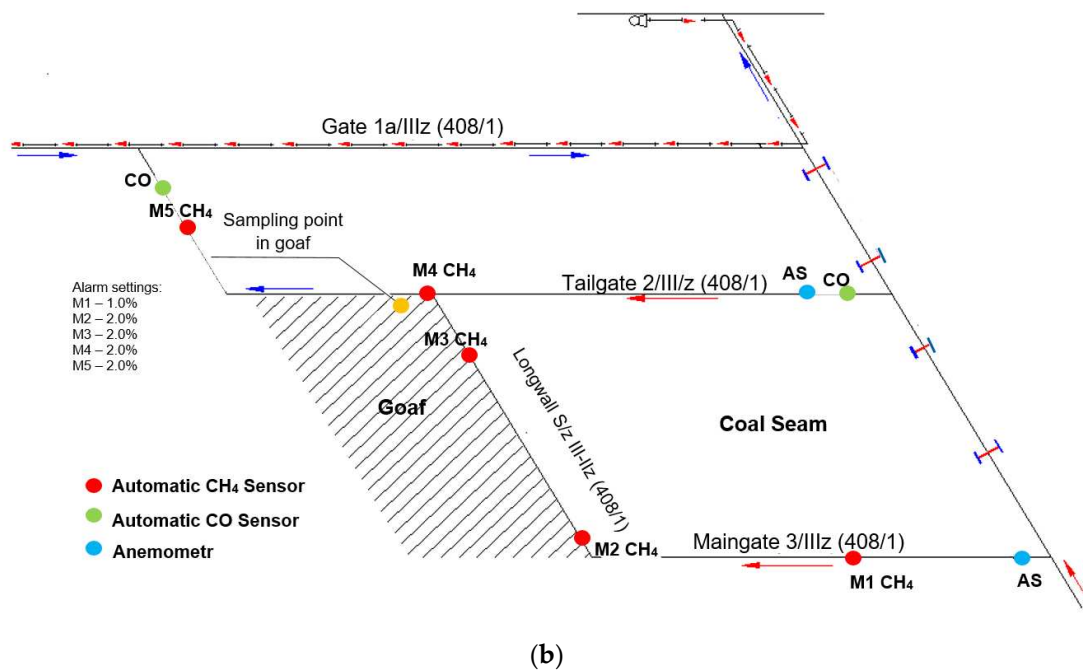 Gate 1a/IIIz (408/1)
CO
M5 CH₄
Sampling point
in goaf
M4 CH₄
Tailgate 2/III/z (408/1)
AS
CO
Alarm settings:
M1 – 1.0%
M2 – 2.0%
M3 – 2.0%
M4 – 2.0%
M5 – 2.0%
M3 CH₄
Longwall S/z III-IIz (408/1)
Goaf
Coal Seam
Automatic CH₄ Sensor
Automatic CO Sensor
Anemometr
M2 CH₄
Maingate 3/IIIz (408/1)
M1 CH₄
AS
(b)